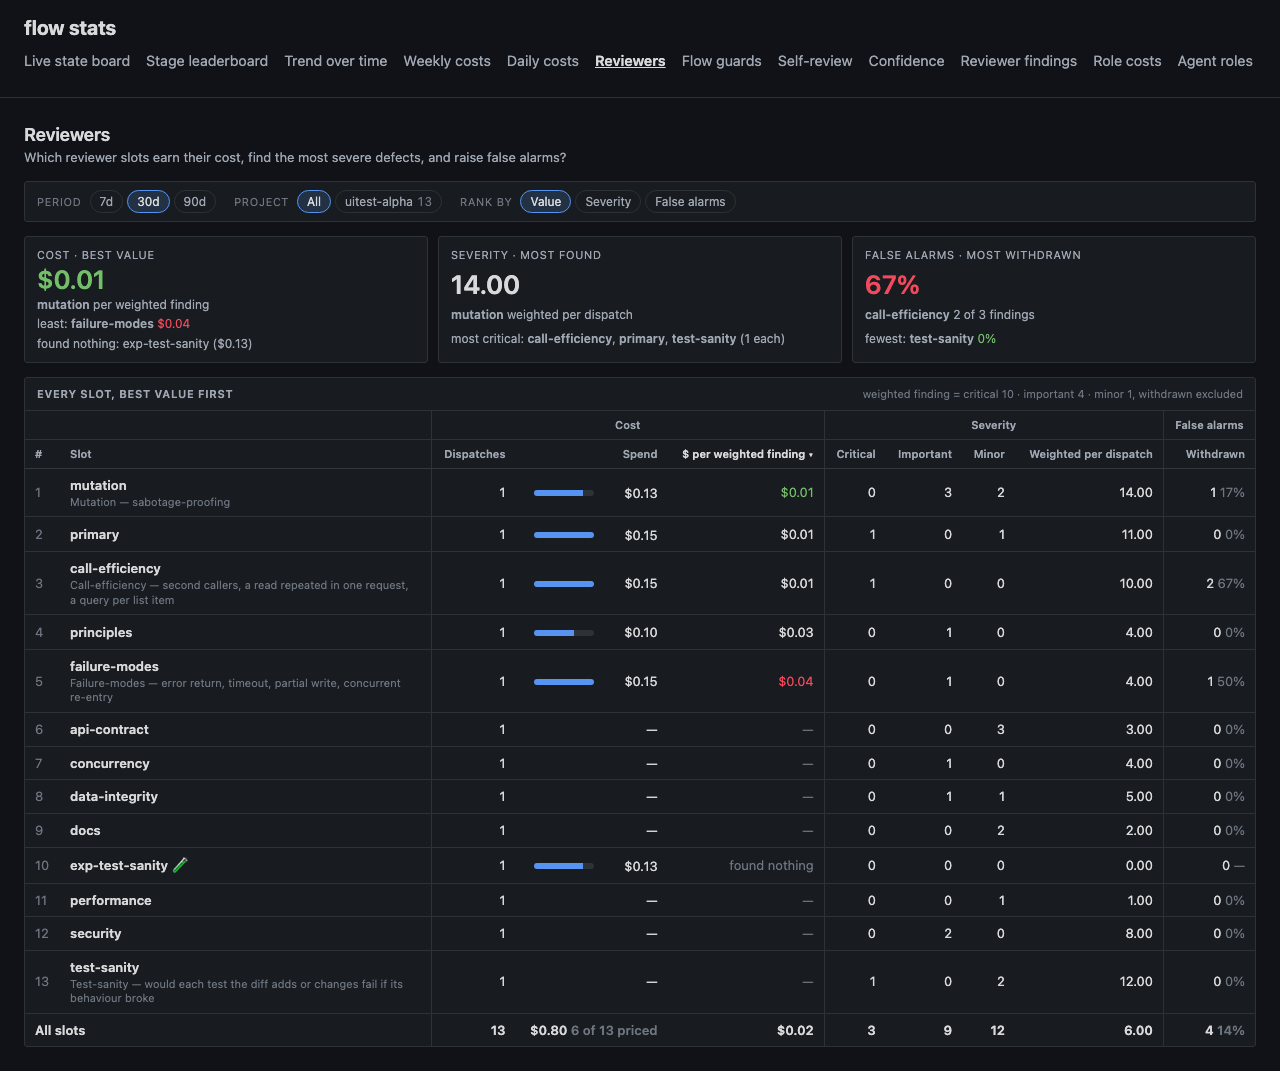 flow stats
Live state board Stage leaderboard Trend over time Weekly costs Daily costs Reviewers Flow guards Self-review Confidence Reviewer findings Role costs Agent roles
Reviewers
Which reviewer slots earn their cost, find the most severe defects, and raise false alarms?
PERIOD 7d 30d 90d PROJECT All uitest-alpha 13 RANK BY Value Severity False alarms
COST · BEST VALUE
$0.01
mutation per weighted finding
least: failure-modes $0.04
found nothing: exp-test-sanity ($0.13)
SEVERITY · MOST FOUND
14.00
mutation weighted per dispatch
most critical: call-efficiency, primary, test-sanity (1 each)
FALSE ALARMS · MOST WITHDRAWN
67%
call-efficiency 2 of 3 findings
fewest: test-sanity 0%
EVERY SLOT, BEST VALUE FIRST weighted finding = critical 10 · important 4 · minor 1, withdrawn excluded
Cost Severity False alarms
# Slot Dispatches Spend $ per weighted finding ▾ Critical Important Minor Weighted per dispatch Withdrawn
1 mutation 1 $0.13 $0.01 0 3 2 14.00 1 17%
Mutation — sabotage-proofing
2 primary 1 $0.15 $0.01 1 0 1 11.00 0 0%
3 call-efficiency 1 $0.15 $0.01 1 0 0 10.00 2 67%
Call-efficiency — second callers, a read repeated in one request,
a query per list item
4 principles 1 $0.10 $0.03 0 1 0 4.00 0 0%
5 failure-modes 1 $0.15 $0.04 0 1 0 4.00 1 50%
Failure-modes — error return, timeout, partial write, concurrent
re-entry
6 api-contract 1 — — 0 0 3 3.00 0 0%
7 concurrency 1 — — 0 1 0 4.00 0 0%
8 data-integrity 1 — — 0 1 1 5.00 0 0%
9 docs 1 — — 0 0 2 2.00 0 0%
10 exp-test-sanity 1 $0.13 found nothing 0 0 0 0.00 0 —
11 performance 1 — — 0 0 1 1.00 0 0%
12 security 1 — — 0 2 0 8.00 0 0%
13 test-sanity 1 — — 1 0 2 12.00 0 0%
Test-sanity — would each test the diff adds or changes fail if its
behaviour broke
All slots 13 $0.80 6 of 13 priced $0.02 3 9 12 6.00 4 14%